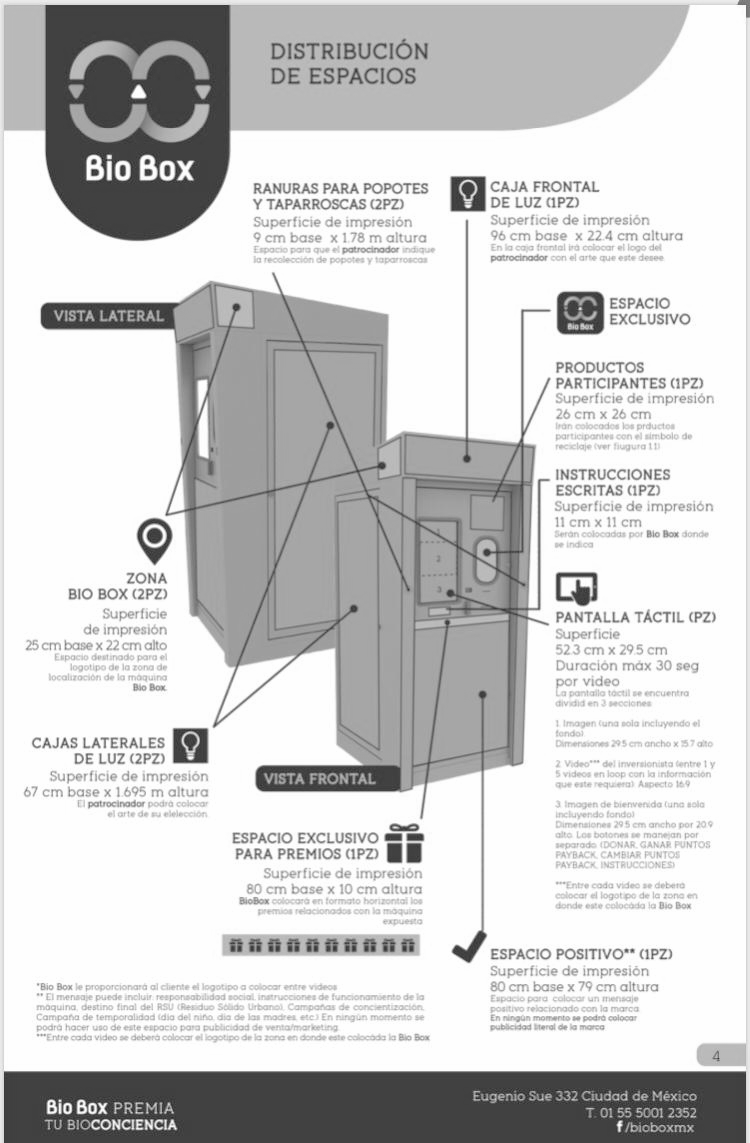 DISTRIBUCIÓN
DE ESPACIOS
Bio Box
RANURAS PARA POPOTES
Y TAPARROSCAS (2PZ)
Superficie de impresión
9 cm base x 1.78 m altura
Espacio para que el patrocinador indique
la recolección de popotes y taparroscas
CAJA FRONTAL
DE LUZ (1PZ)
Superficie de impresión
96 cm base x 22.4 cm altura
En la caja frontal irá colocar el logo del
patrocinador con el arte que este desee.
VISTA LATERAL
Bio Box
ESPACIO
EXCLUSIVO
PRODUCTOS
PARTICIPANTES (1PZ)
Superficie de impresión
26 cm x 26 cm
Irán colocados los prductos
participantes con el símbolo de
reciclaje (ver fiugura 1.1)
INSTRUCCIONES
ESCRITAS (1PZ)
Superficie de impresión
11 cm x 11 cm
Serán colocadas por Bio Box donde
se indica
1
2
3
ZONA
BIO BOX (2PZ)
Superficie
de impresión
25 cm base x 22 cm alto
Espacio destinado para el
logotipo de la zona de
localización de la máquina
Bio Box.
PANTALLA TÁCTIL (PZ)
Superficie
52.3 cm x 29.5 cm
Duración máx 30 seg
por video
La pantalla táctil se encuentra
dividid en 3 secciones
1. Imagen (una sola incluyendo el
fondo).
Dimensiones 29.5 cm ancho x 15.7 alto
2. Video*** del inversionista (entre 1 y
5 videos en loop con la información
que este requiera). Aspecto 16:9
3. Imagen de bienvenida (una sola
incluyendo fondo)
Dimensiones 29.5 cm ancho por 20.9
alto. Los botones se manejan por
separado. (DONAR, GANAR PUNTOS
PAYBACK, CAMBIAR PUNTOS
PAYBACK, INSTRUCCIONES)
***Entre cada video se deberá
colocar el logotipo de la zona en
donde este colocáda la Bio Box
CAJAS LATERALES
DE LUZ (2PZ)
Superficie de impresión
67 cm base x 1.695 m altura
El patrocinador podrá colocar
el arte de su elelección.
VISTA FRONTAL
ESPACIO EXCLUSIVO
PARA PREMIOS (1PZ)
Superficie de impresión
80 cm base x 10 cm altura
BioBox colocará en formato horizontal los
premios relacionados con la máquina
expuesta
ESPACIO POSITIVO** (1PZ)
Superficie de impresión
80 cm base x 79 cm altura
Espacio para colocar un mensaje
positivo relacionado con la marca.
En ningún momento se podrá colocar
publicidad literal de la marca
*Bio Box le proporcionará al cliente el logotipo a colocar entre videos
** El mensaje puede incluir: responsabilidad social, instrucciones de funcionamiento de la
máquina, destino final del RSU (Residuo Sólido Urbano), Campañas de concientización,
Campaña de temporalidad (día del niño, día de las madres, etc.) En ningún momento se
podrá hacer uso de este espacio para publicidad de venta/marketing.
***Entre cada video se deberá colocar el logotipo de la zona en donde este colocáda la Bio Box
4
Bio Box PREMIA
TU BIOCONCIENCIA
Eugenio Sue 332 Ciudad de México
T. 01 55 5001 2352
f/bioboxmx